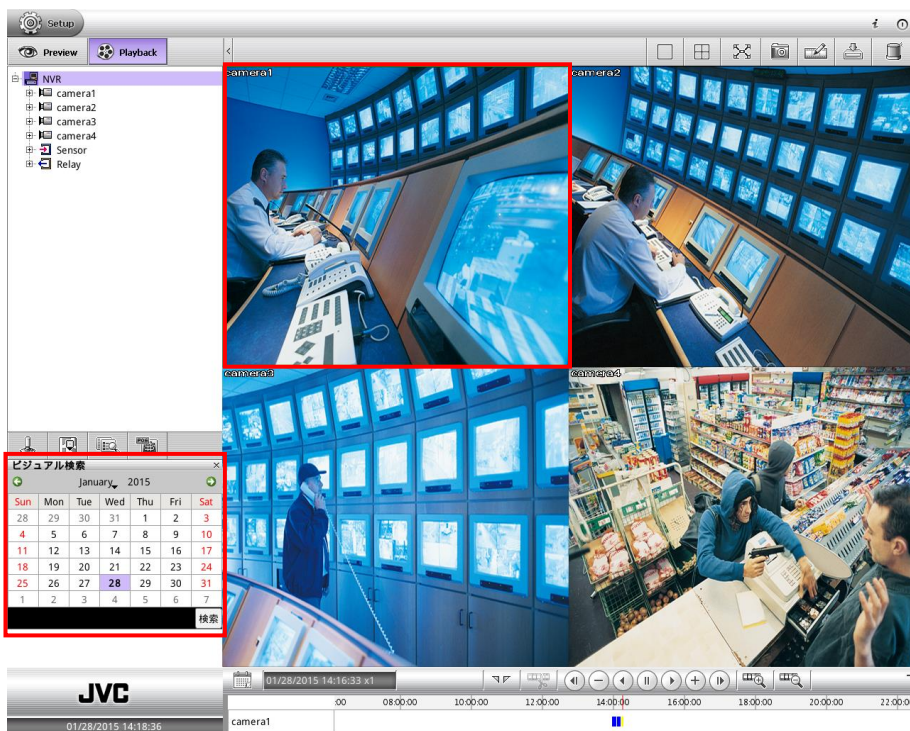 Setup
i
Preview
Playback
NVR
camera1
camera2
camera3
camera4
Sensor
Relay
camera1
camera2
camera3
camera4
ビジュアル検索 ×
January 2015
Sun Mon Tue Wed Thu Fri Sat
28 29 30 31 1 2 3
4 5 6 7 8 9 10
11 12 13 14 15 16 17
18 19 20 21 22 23 24
25 26 27 28 29 30 31
1 2 3 4 5 6 7
検索
JVC
01/28/2015 14:18:36
01/28/2015 14:16:33 x1
:00 08:00:00 10:00:00 12:00:00 14:00:00 16:00:00 18:00:00 20:00:00 22:00:0
camera1